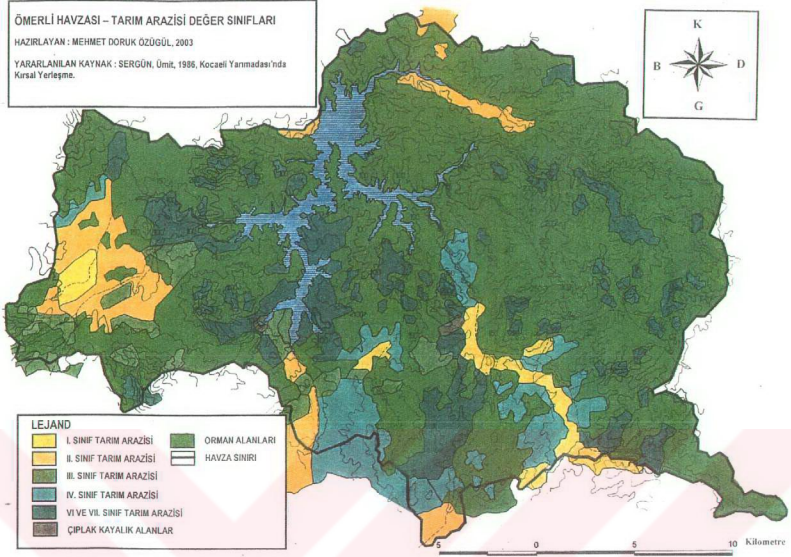 ÖMERLİ HAVZASI – TARIM ARAZİSİ DEĞER SINIFLARI
HAZIRLAYAN : MEHMET DORUK ÖZÜGÜL, 2003
YARARLANILAN KAYNAK : SERGÜN, Ümit, 1986, Kocaeli Yarımadası'nda
Kırsal Yerleşme.
K
B D
G
LEJAND
I. SINIF TARIM ARAZİSİ
II. SINIF TARIM ARAZİSİ
III. SINIF TARIM ARAZİSİ
IV. SINIF TARIM ARAZİSİ
VI VE VII. SINIF TARIM ARAZİSİ
ÇIPLAK KAYALIK ALANLAR
ORMAN ALANLARI
HAVZA SINIRI
5 0 5 10 Kilometre